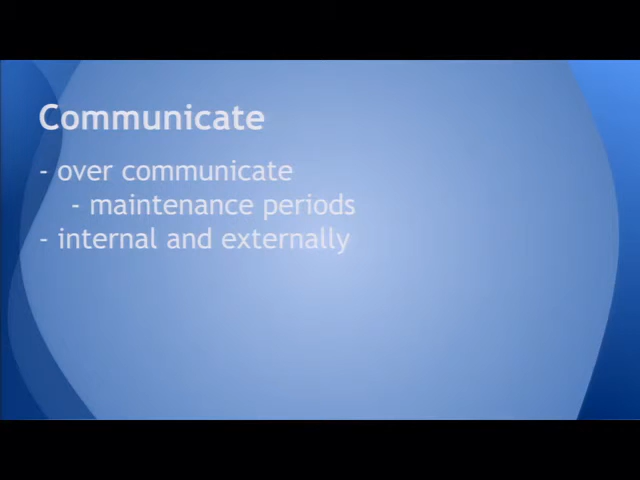 Communicate
- over communicate
- maintenance periods
- internal and externally